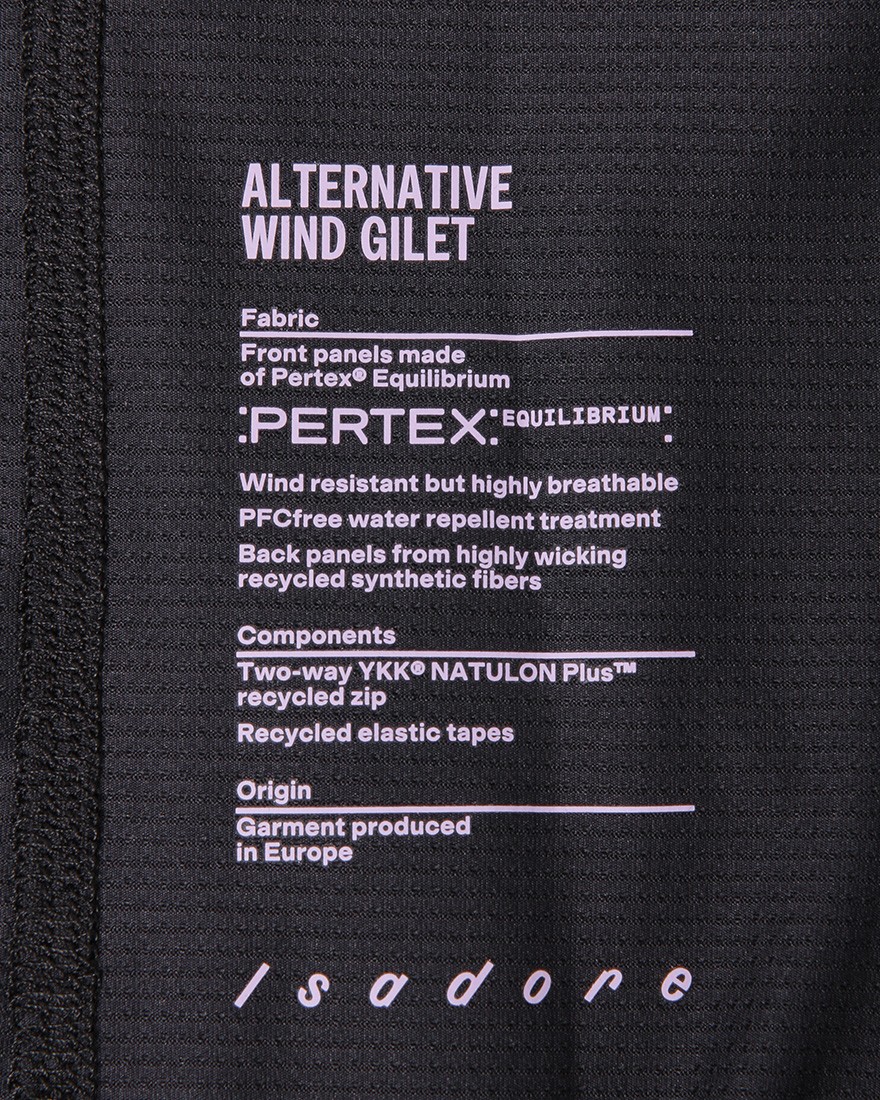 ALTERNATIVE
WIND GILET
Fabric
Front panels made
of Pertex® Equilibrium
:PERTEX: EQUILIBRIUM:
Wind resistant but highly breathable
PFCfree water repellent treatment
Back panels from highly wicking
recycled synthetic fibers
Components
Two-way YKK® NATULON Plus™
recycled zip
Recycled elastic tapes
Origin
Garment produced
in Europe
Isadore